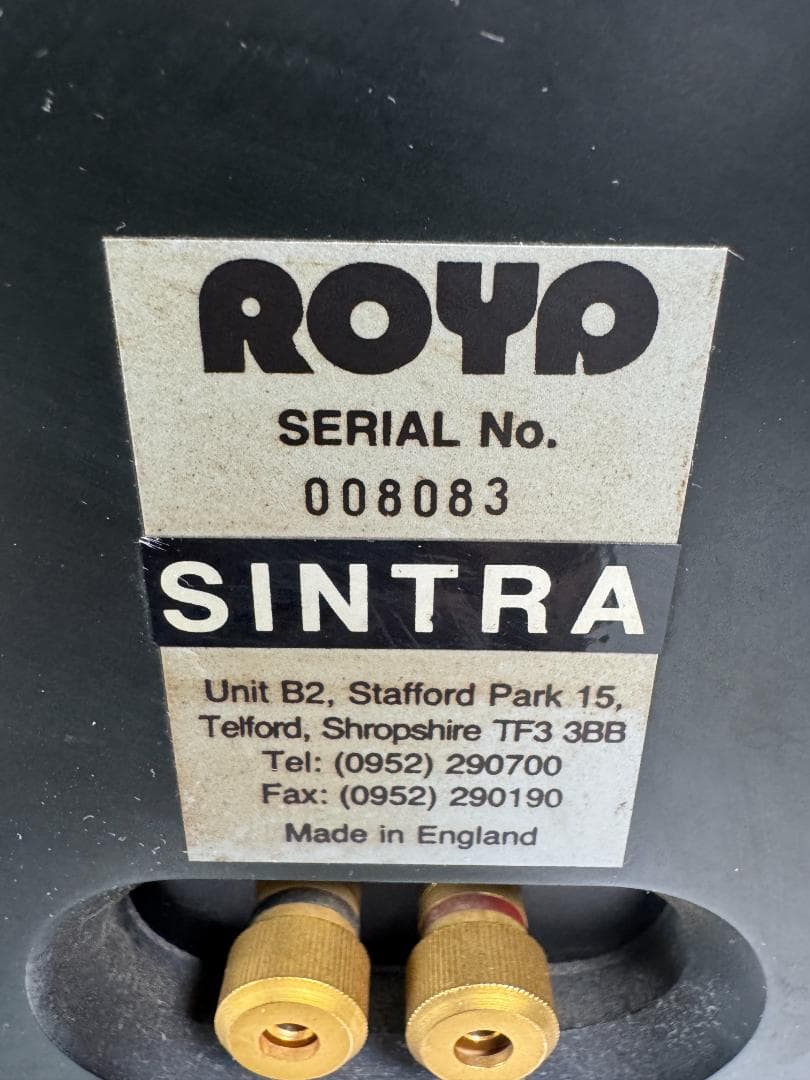 ROYD
SERIAL No.
008083
SINTRA
Unit B2, Stafford Park 15,
Telford, Shropshire TF3 3BB
Tel: (0952) 290700
Fax: (0952) 290190
Made in England